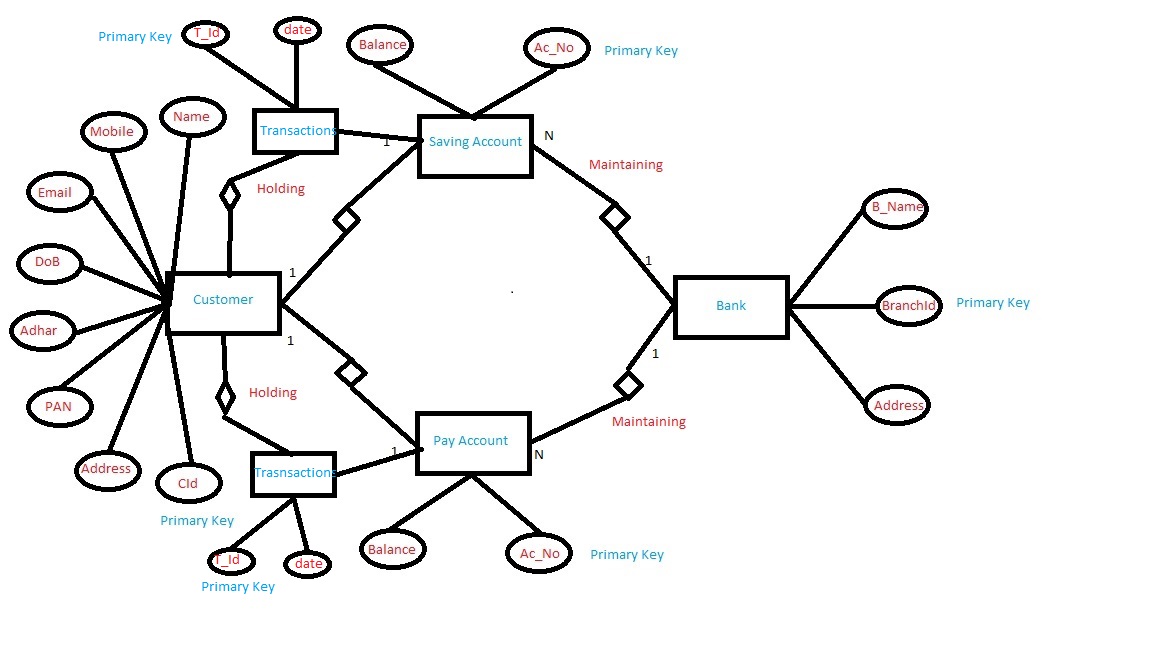 T_Id
date
Primary Key
Balance
Ac_No
Primary Key
Name
Mobile
Transactions
1
Saving Account
N
Maintaining
Email
Holding
B_Name
DoB
1
1
Customer
Bank
BranchId
Primary Key
Adhar
1
1
PAN
Holding
Address
Maintaining
Pay Account
1
N
Address
Trasnsactions
CId
Primary Key
T_Id
date
Primary Key
Balance
Ac_No
Primary Key